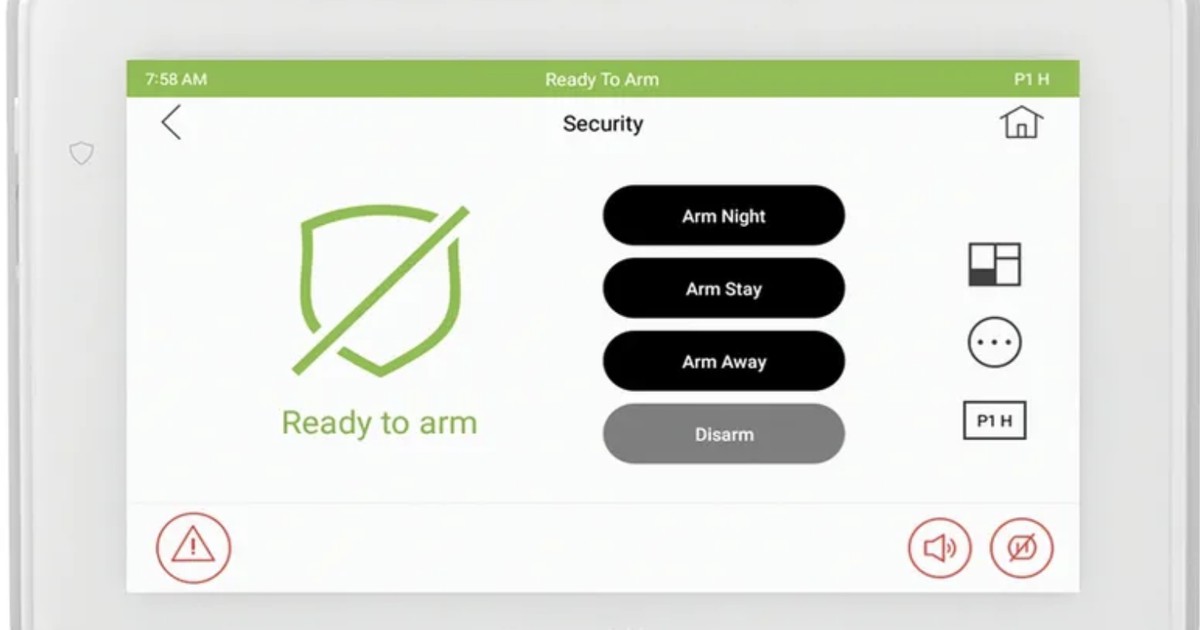 7:58 AM
Ready To Arm
P1 H
Security
Arm Night
Arm Stay
Arm Away
Disarm
Ready to arm
P1 H